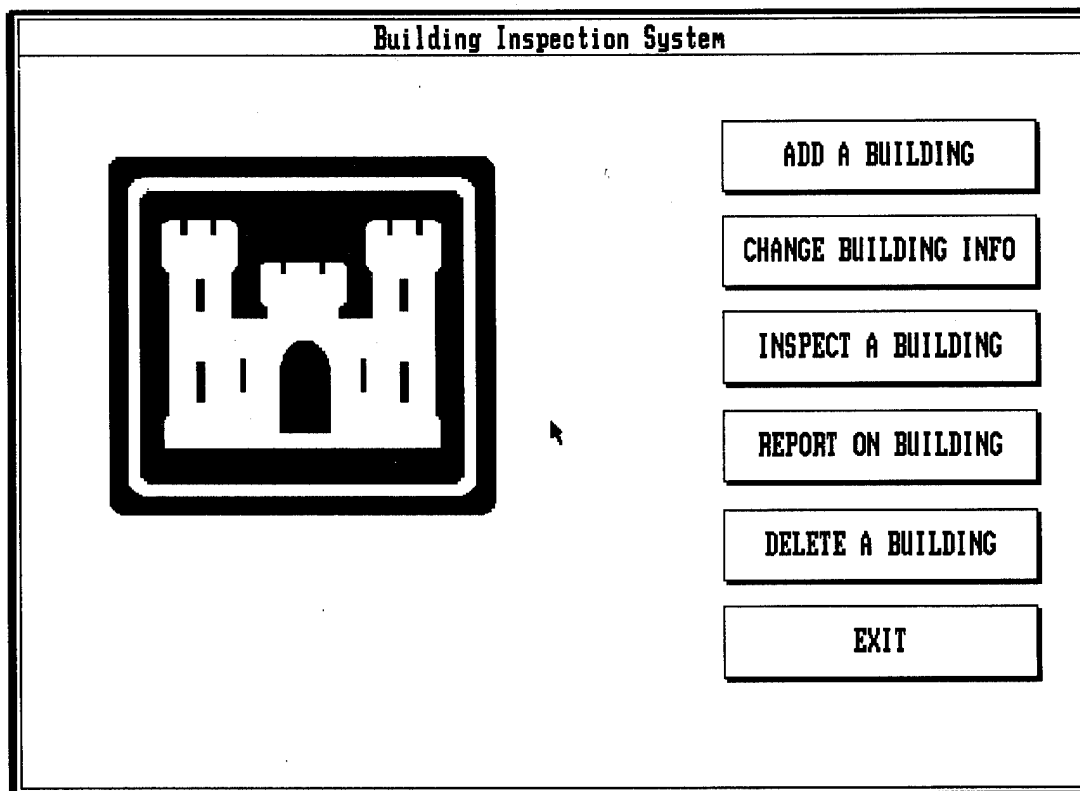 Building Inspection System
ADD A BUILDING
CHANGE BUILDING INFO
INSPECT A BUILDING
REPORT ON BUILDING
DELETE A BUILDING
EXIT